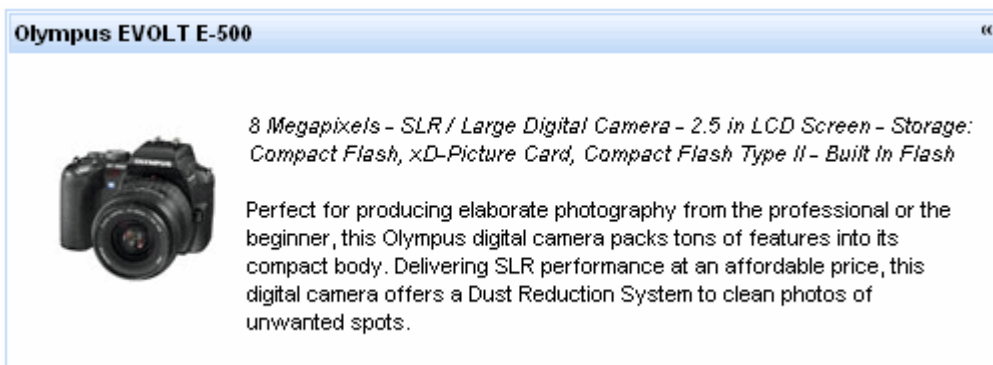 Olympus EVOLT E-500 «
8 Megapixels - SLR / Large Digital Camera - 2.5 in LCD Screen - Storage:
Compact Flash, xD-Picture Card, Compact Flash Type II - Built In Flash
OLYMPUS
Perfect for producing elaborate photography from the professional or the
beginner, this Olympus digital camera packs tons of features into its
compact body. Delivering SLR performance at an affordable price, this
digital camera offers a Dust Reduction System to clean photos of
unwanted spots.